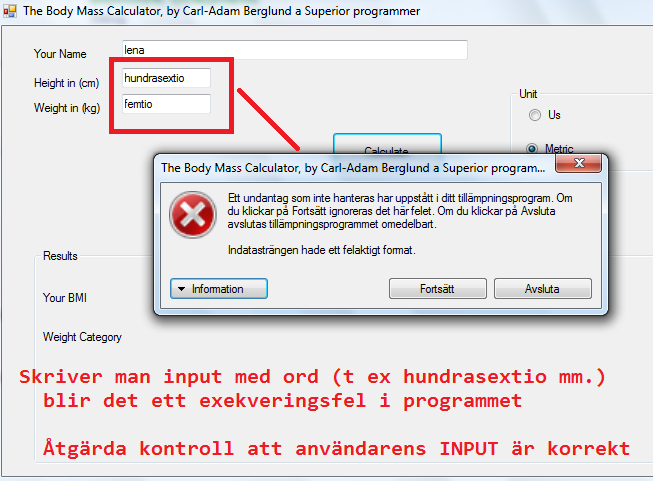 The Body Mass Calculator, by Carl-Adam Berglund a Superior programmer
Your Name
lena
Height in (cm)
hundrasextio
Weight in (kg)
femtio
Unit
Us
Metric
Calculate
The Body Mass Calculator, by Carl-Adam Berglund a Superior program...
Ett undantag som inte hanteras har uppstått i ditt tillämpningsprogram. Om
du klickar på Fortsätt ignoreras det här felet. Om du klickar på Avsluta
avslutas tillämpningsprogrammet omedelbart.
Indatasträngen hade ett felaktigt format.
Information
Fortsätt
Avsluta
Results
Your BMI
Weight Category
Skriver man input med ord (t ex hundrasextio mm.)
blir det ett exekveringsfel i programmet
Åtgärda kontroll att användarens INPUT är korrekt